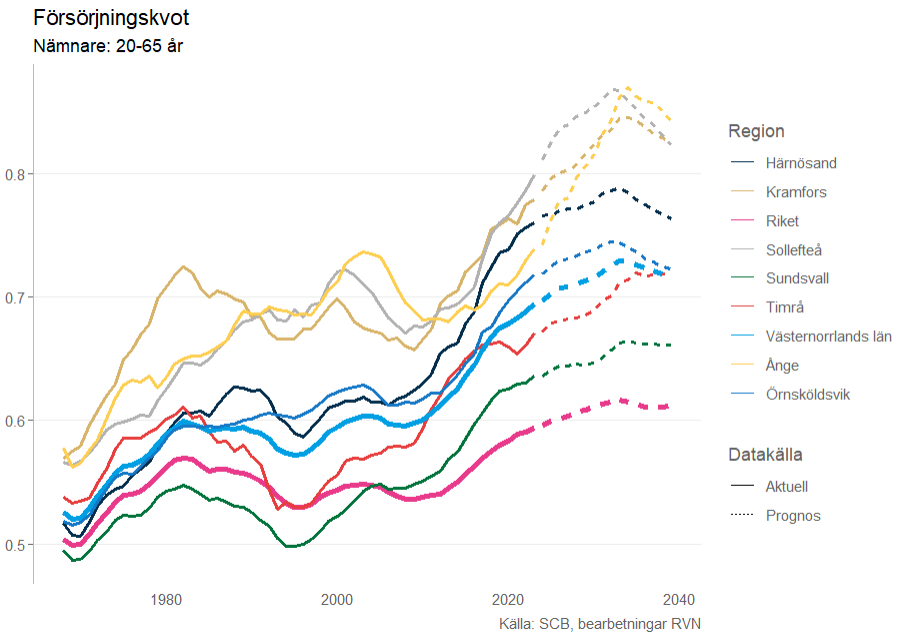 Försörjningskvot
Nämnare: 20-65 år
0.8
0.7
0.6
0.5
1980
2000
2020
2040
Region
Härnösand
Kramfors
Riket
Sollefteå
Sundsvall
Timrå
Västernorrlands län
Ånge
Örnsköldsvik
Datakälla
Aktuell
Prognos
Källa: SCB, bearbetningar RVN